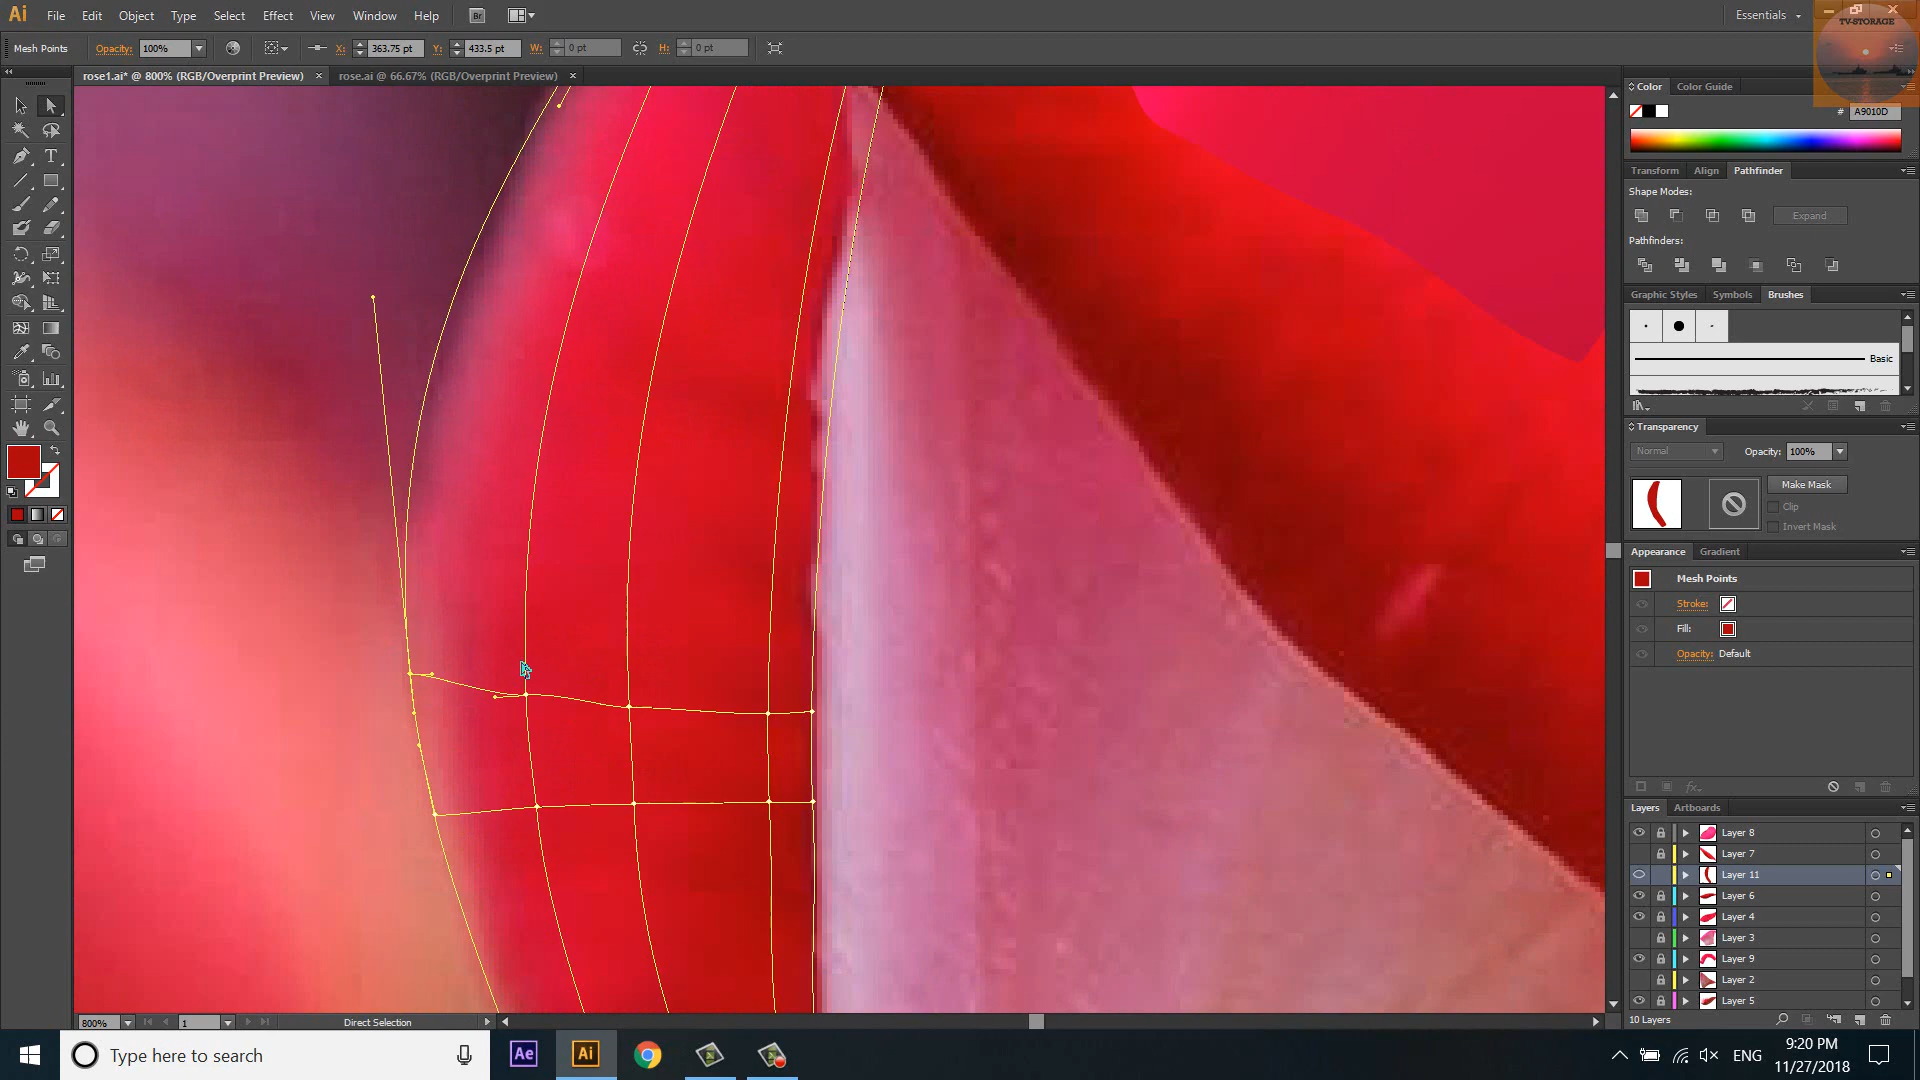 Ai File Edit Object Type Select Effect View Window Help Br Essentials
TV-STORAGE
Mesh Points Opacity: 100% X: 363.75 pt Y: 433.5 pt W: 0 pt H: 0 pt
rose1.ai* @ 800% (RGB/Overprint Preview) × rose.ai @ 66.67% (RGB/Overprint Preview) ×
Color Color Guide
# A9010D
Transform Align Pathfinder
Shape Modes:
Expand
Pathfinders:
Graphic Styles Symbols Brushes
Basic
Transparency
Normal Opacity: 100%
Make Mask
Clip
Invert Mask
Appearance Gradient
Mesh Points
Stroke:
Fill:
Opacity: Default
Layers Artboards
Layer 8
Layer 7
Layer 11
Layer 6
Layer 4
Layer 3
Layer 9
Layer 2
Layer 5
10 Layers
800% 1 Direct Selection
Type here to search
Ae Ai
ENG
9:20 PM
11/27/2018